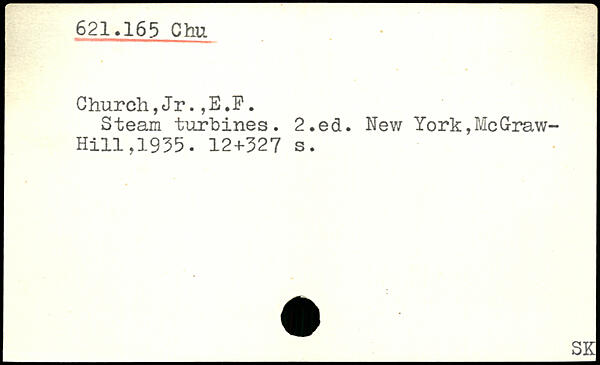 621.165 Chu
Church,Jr.,E.F.
Steam turbines. 2.ed. New York,McGraw-
Hill,1935. 12+327 s.
SK